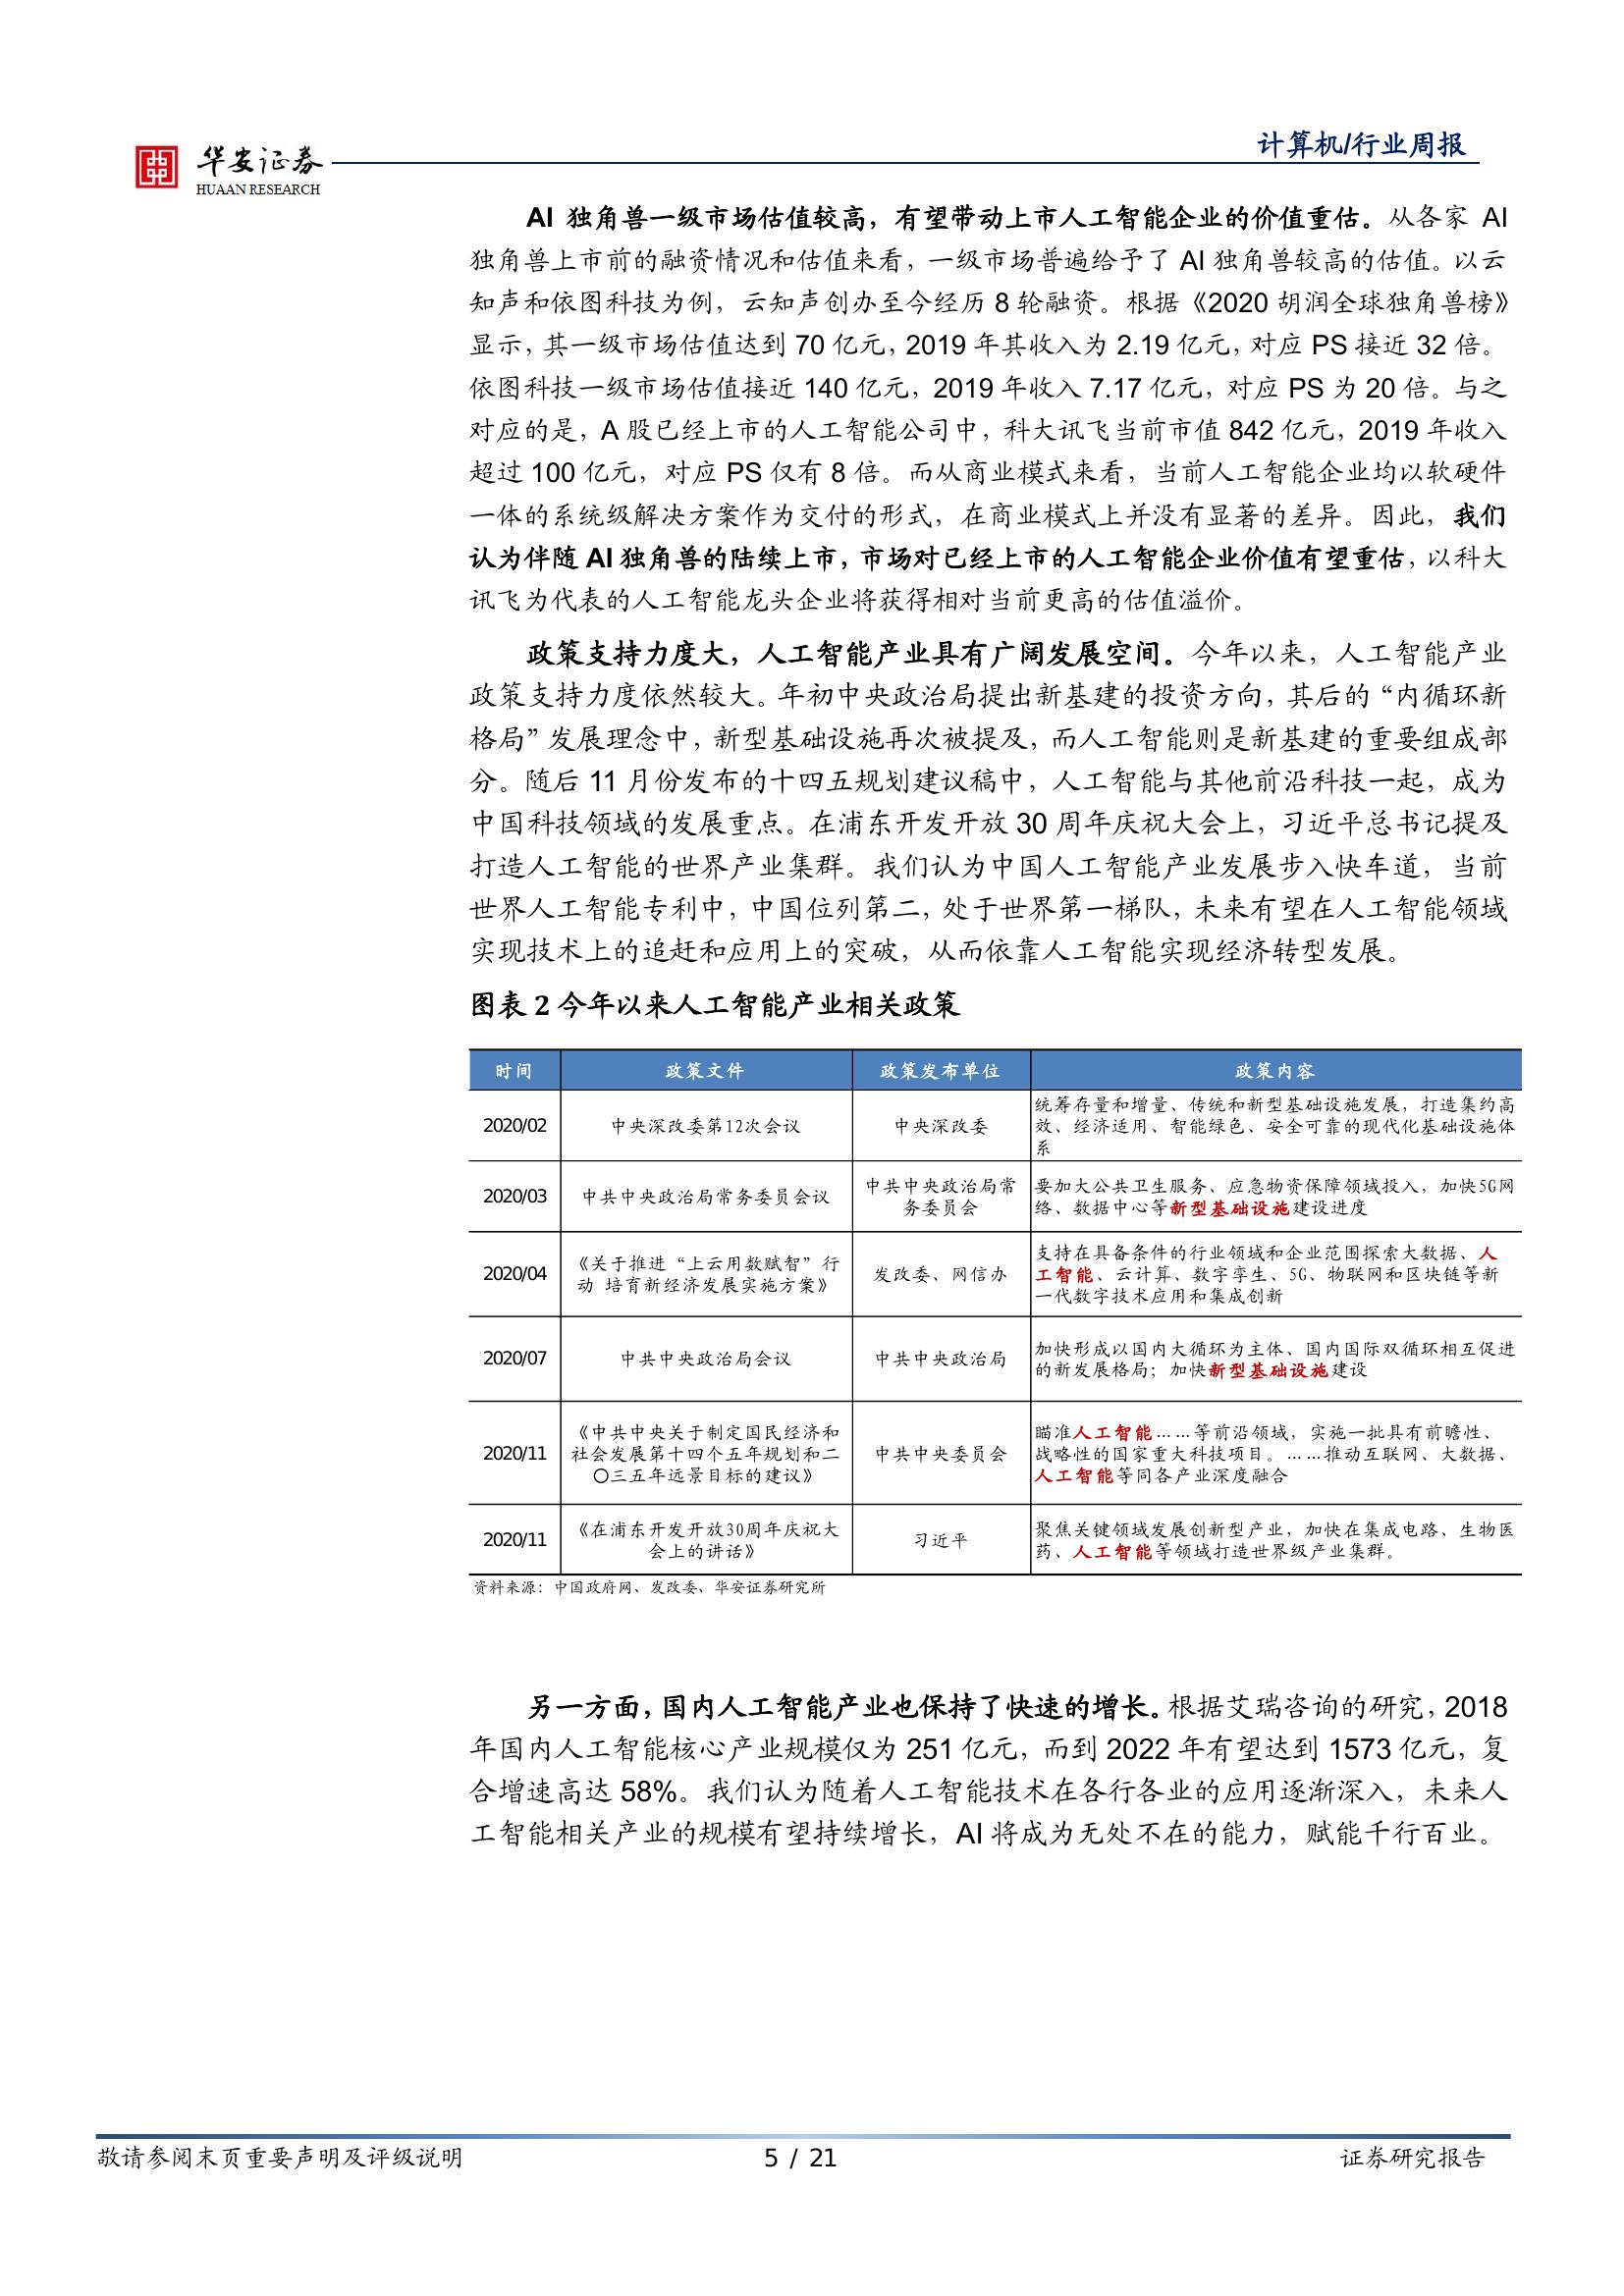 华安证券
HUAAN RESEARCH
计算机/行业周报
AI 独角兽一级市场估值较高，有望带动上市人工智能企业的价值重估。从各家 AI
独角兽上市前的融资情况和估值来看，一级市场普遍给予了 AI 独角兽较高的估值。以云
知声和依图科技为例，云知声创办至今经历 8 轮融资。根据《2020 胡润全球独角兽榜》
显示，其一级市场估值达到 70 亿元，2019 年其收入为 2.19 亿元，对应 PS 接近 32 倍。
依图科技一级市场估值接近 140 亿元，2019 年收入 7.17 亿元，对应 PS 为 20 倍。与之
对应的是，A 股已经上市的人工智能公司中，科大讯飞当前市值 842 亿元，2019 年收入
超过 100 亿元，对应 PS 仅有 8 倍。而从商业模式来看，当前人工智能企业均以软硬件
一体的系统级解决方案作为交付的形式，在商业模式上并没有显著的差异。因此，我们
认为伴随 AI 独角兽的陆续上市，市场对已经上市的人工智能企业价值有望重估，以科大
讯飞为代表的人工智能龙头企业将获得相对当前更高的估值溢价。
政策支持力度大，人工智能产业具有广阔发展空间。今年以来，人工智能产业
政策支持力度依然较大。年初中央政治局提出新基建的投资方向，其后的“内循环新
格局”发展理念中，新型基础设施再次被提及，而人工智能则是新基建的重要组成部
分。随后 11 月份发布的十四五规划建议稿中，人工智能与其他前沿科技一起，成为
中国科技领域的发展重点。在浦东开发开放 30 周年庆祝大会上，习近平总书记提及
打造人工智能的世界产业集群。我们认为中国人工智能产业发展步入快车道，当前
世界人工智能专利中，中国位列第二，处于世界第一梯队，未来有望在人工智能领域
实现技术上的追赶和应用上的突破，从而依靠人工智能实现经济转型发展。
图表 2 今年以来人工智能产业相关政策
时间 政策文件 政策发布单位 政策内容
2020/02 中央深改委第12次会议 中央深改委
统筹存量和增量、传统和新型基础设施发展，打造集约高
效、经济适用、智能绿色、安全可靠的现代化基础设施体
系
2020/03 中共中央政治局常务委员会议
中共中央政治局常
务委员会
要加大公共卫生服务、应急物资保障领域投入，加快5G网
络、数据中心等新型基础设施建设进度
2020/04
《关于推进“上云用数赋智”行
动 培育新经济发展实施方案》
发改委、网信办
支持在具备条件的行业领域和企业范围探索大数据、人
工智能、云计算、数字孪生、5G、物联网和区块链等新
一代数字技术应用和集成创新
2020/07 中共中央政治局会议 中共中央政治局
加快形成以国内大循环为主体、国内国际双循环相互促进
的新发展格局；加快新型基础设施建设
2020/11
《中共中央关于制定国民经济和
社会发展第十四个五年规划和二
〇三五年远景目标的建议》
中共中央委员会
瞄准人工智能……等前沿领域，实施一批具有前瞻性、
战略性的国家重大科技项目。……推动互联网、大数据、
人工智能等同各产业深度融合
2020/11
《在浦东开发开放30周年庆祝大
会上的讲话》
习近平
聚焦关键领域发展创新型产业，加快在集成电路、生物医
药、人工智能等领域打造世界级产业集群。
资料来源：中国政府网、发改委、华安证券研究所
另一方面，国内人工智能产业也保持了快速的增长。根据艾瑞咨询的研究，2018
年国内人工智能核心产业规模仅为 251 亿元，而到 2022 年有望达到 1573 亿元，复
合增速高达 58%。我们认为随着人工智能技术在各行各业的应用逐渐深入，未来人
工智能相关产业的规模有望持续增长，AI 将成为无处不在的能力，赋能千行百业。
敬请参阅末页重要声明及评级说明 5 / 21 证券研究报告